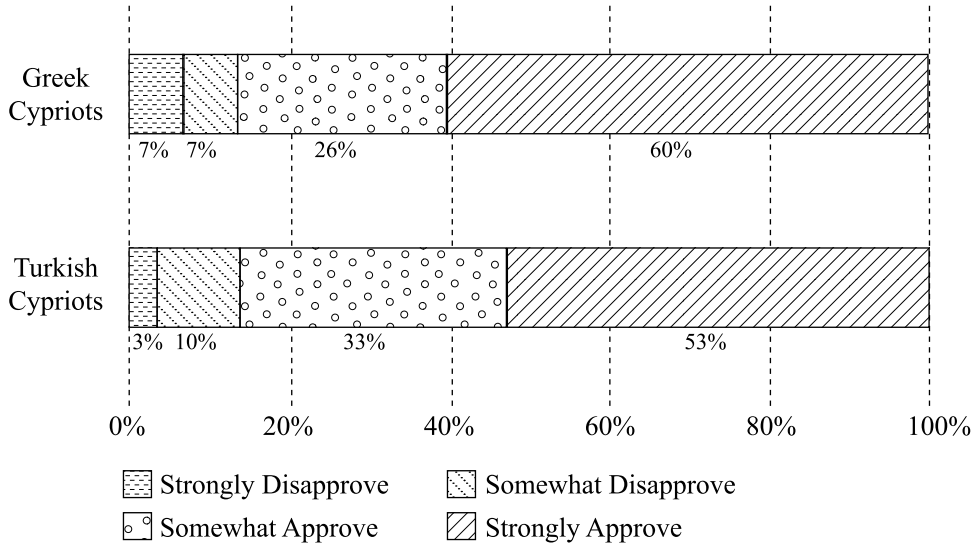 Greek
Cypriots
7% 7% 26% 60%
Turkish
Cypriots
3% 10% 33% 53%
0% 20% 40% 60% 80% 100%
Strongly Disapprove Somewhat Disapprove
Somewhat Approve Strongly Approve